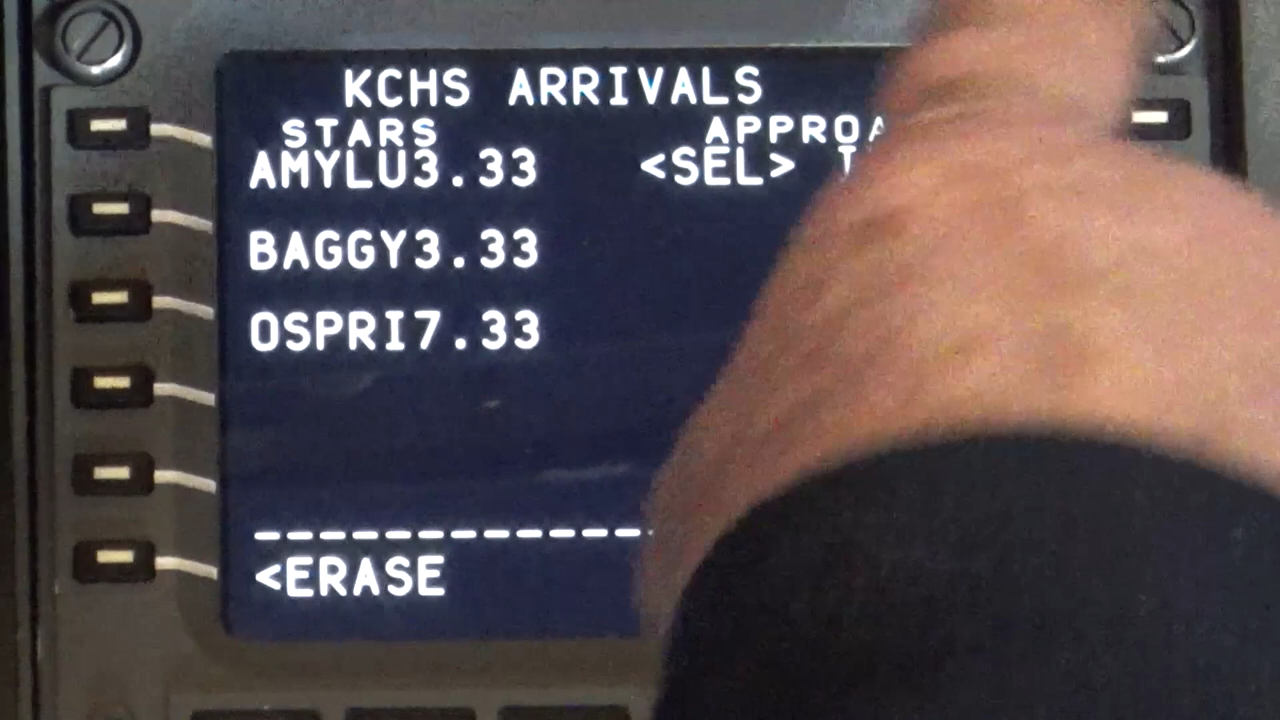 KCHS ARRIVALS
STARS
AMYLU3.33 <SEL>
BAGGY3.33
OSPRI7.33
<ERASE